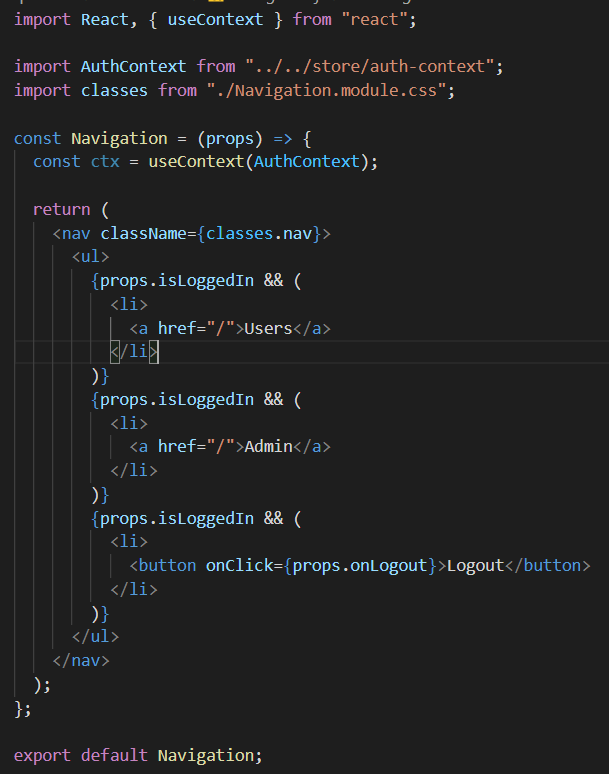 import React, { useContext } from "react";

import AuthContext from "../../store/auth-context";
import classes from "./Navigation.module.css";

const Navigation = (props) => {
  const ctx = useContext(AuthContext);

  return (
    <nav className={classes.nav}>
      <ul>
        {props.isLoggedIn && (
          <li>
            <a href="/">Users</a>
          </li>
        )}
        {props.isLoggedIn && (
          <li>
            <a href="/">Admin</a>
          </li>
        )}
        {props.isLoggedIn && (
          <li>
            <button onClick={props.onLogout}>Logout</button>
          </li>
        )}
      </ul>
    </nav>
  );
};

export default Navigation;